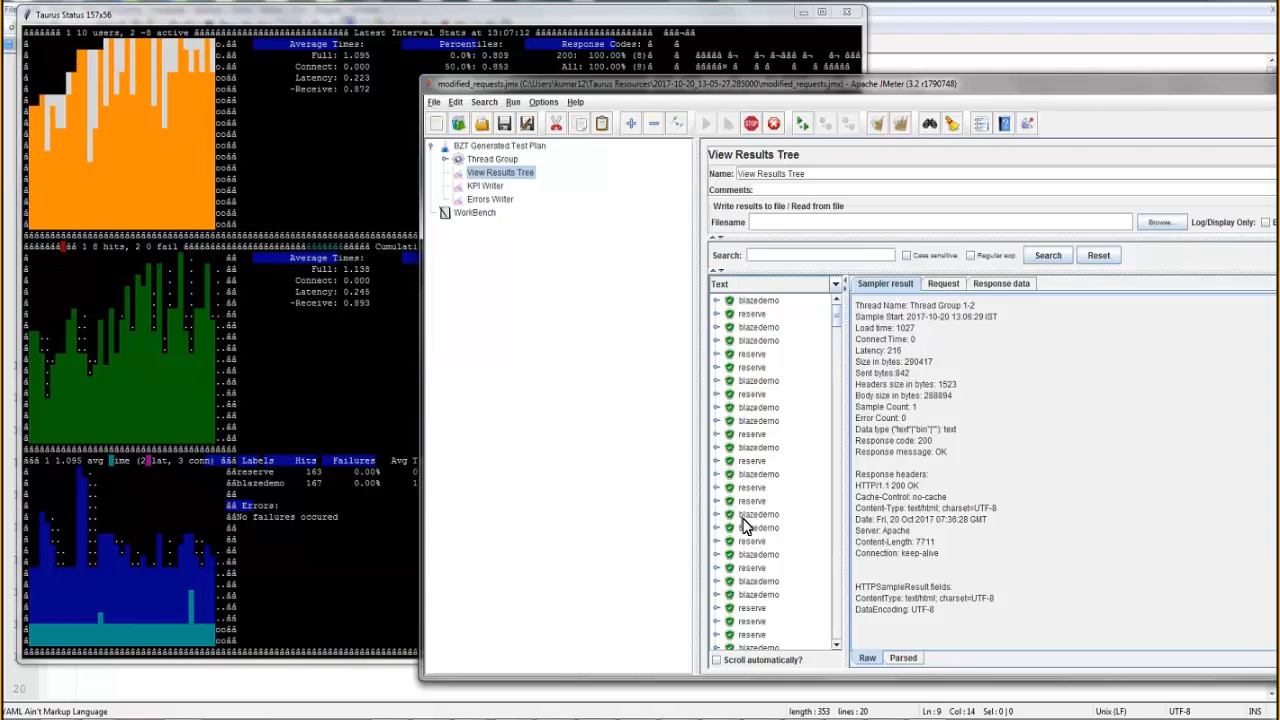 Taurus Status 157x56
1 10 users, 2 ~8 active
Latest Interval Stats at 13:07:12
Average Times: Percentiles: Response Codes:
Full: 1.095 0.0%: 0.809 200: 100.00% (8)
Connect: 0.000 50.0%: 0.853 All: 100.00% (8)
Latency: 0.223
~Receive: 0.872
1 8 hits, 2 0 fail
Cumulati
Average Times:
Full: 1.138
Connect: 0.000
Latency: 0.245
~Receive: 0.893
1 1.095 avg time (2 lat, 3 conn)
Labels Hits Failures Avg T
reserve 163 0.00%
blazedemo 167 0.00%
Errors:
No failures occured
modified_requests.jmx (C:\Users\kumar12\Taurus Resources\2017-10-20_13-05-27.285000\modified_requests.jmx) - Apache JMeter (3.2 r1790748)
File Edit Search Run Options Help
BZT Generated Test Plan
Thread Group
View Results Tree
KPI Writer
Errors Writer
WorkBench
View Results Tree
Name: View Results Tree
Comments:
Write results to file / Read from file
Filename Browse... Log/Display Only:
Search: Case sensitive Regular exp. Search Reset
Text
blazedemo
reserve
blazedemo
blazedemo
reserve
reserve
blazedemo
reserve
blazedemo
blazedemo
reserve
blazedemo
reserve
blazedemo
reserve
reserve
blazedemo
blazedemo
reserve
blazedemo
reserve
blazedemo
blazedemo
reserve
reserve
reserve
blazedemo
Scroll automatically?
Sampler result Request Response data
Thread Name: Thread Group 1-2
Sample Start: 2017-10-20 13:06:29 IST
Load time: 1027
Connect Time: 0
Latency: 216
Size in bytes: 290417
Sent bytes:842
Headers size in bytes: 1523
Body size in bytes: 288894
Sample Count: 1
Error Count: 0
Data type ("text"|"bin"|""): text
Response code: 200
Response message: OK
Response headers:
HTTP/1.1 200 OK
Cache-Control: no-cache
Content-Type: text/html; charset=UTF-8
Date: Fri, 20 Oct 2017 07:36:28 GMT
Server: Apache
Content-Length: 7711
Connection: keep-alive
HTTPSampleResult fields:
ContentType: text/html; charset=UTF-8
DataEncoding: UTF-8
Raw Parsed
20
YAML Ain't Markup Language length : 353 lines : 20 Ln : 9 Col : 14 Sel : 0 | 0 Unix (LF) UTF-8 INS